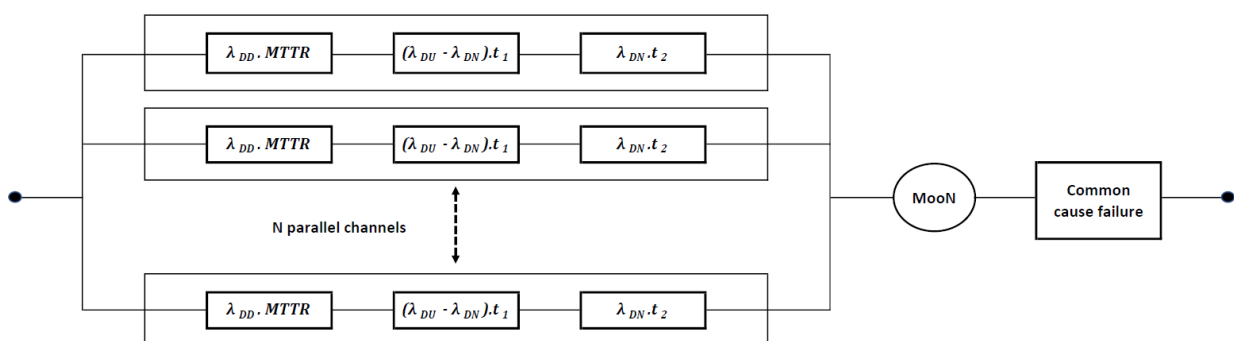 λ DD . MTTR
(λ DU - λ DN).t 1
λ DN.t 2
λ DD . MTTR
(λ DU - λ DN).t 1
λ DN.t 2
MooN
Common
cause failure
N parallel channels
λ DD . MTTR
(λ DU - λ DN).t 1
λ DN.t 2